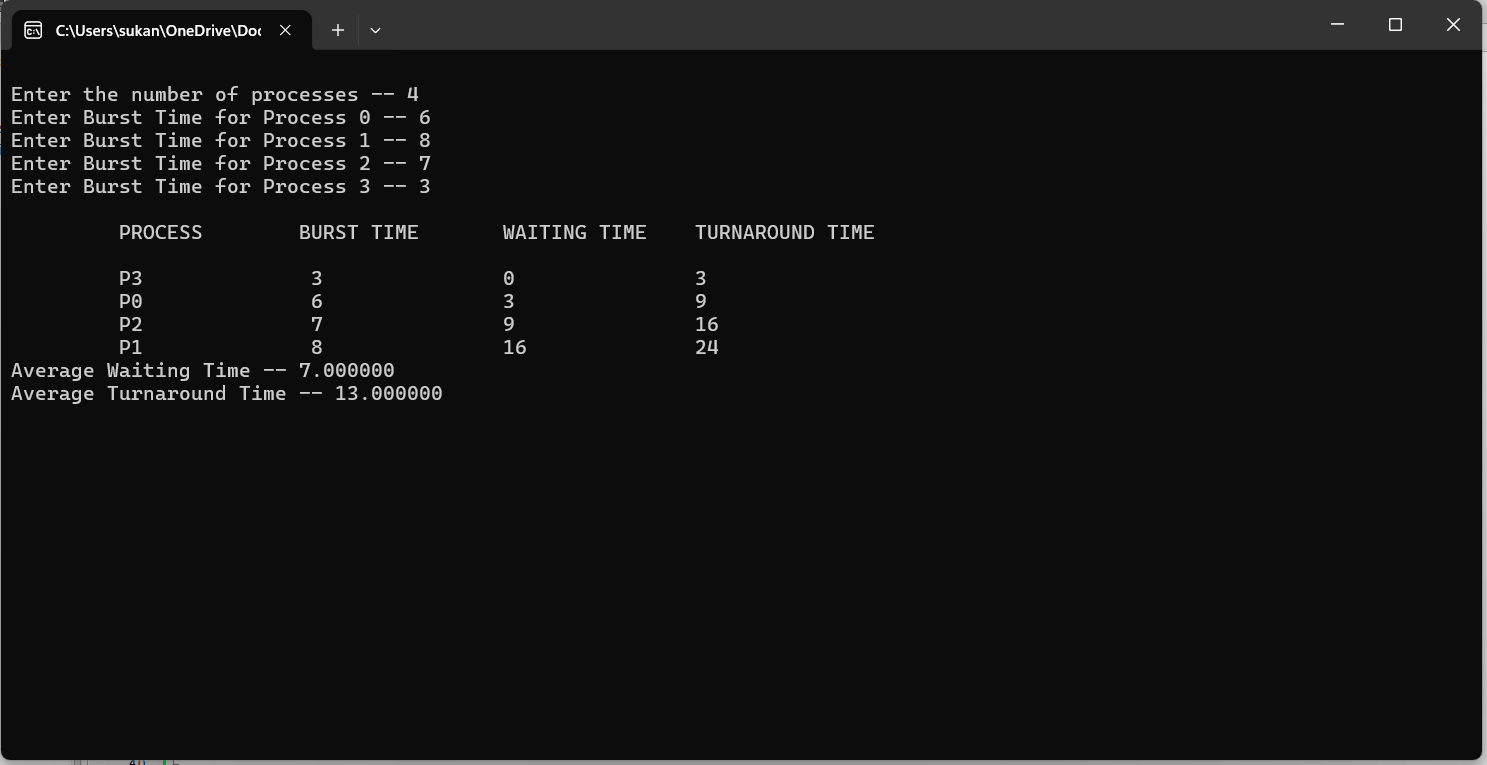 C:\Users\sukan\OneDrive\Doc
Enter the number of processes -- 4
Enter Burst Time for Process 0 -- 6
Enter Burst Time for Process 1 -- 8
Enter Burst Time for Process 2 -- 7
Enter Burst Time for Process 3 -- 3
PROCESS BURST TIME WAITING TIME TURNAROUND TIME
P3 3 0 3
P0 6 3 9
P2 7 9 16
P1 8 16 24
Average Waiting Time -- 7.000000
Average Turnaround Time -- 13.000000